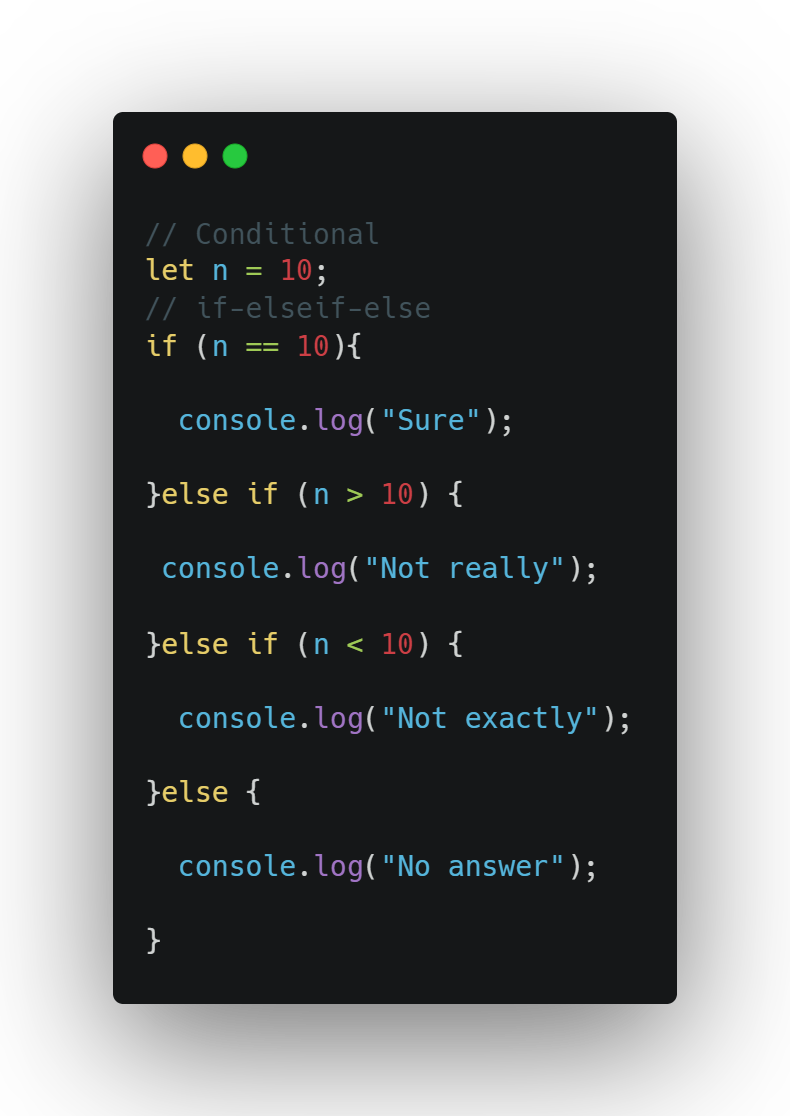 // Conditional
let n = 10;
// if-elseif-else
if (n == 10){
  console.log("Sure");
}else if (n > 10) {
 console.log("Not really");
}else if (n < 10) {
  console.log("Not exactly");
}else {
  console.log("No answer");
}